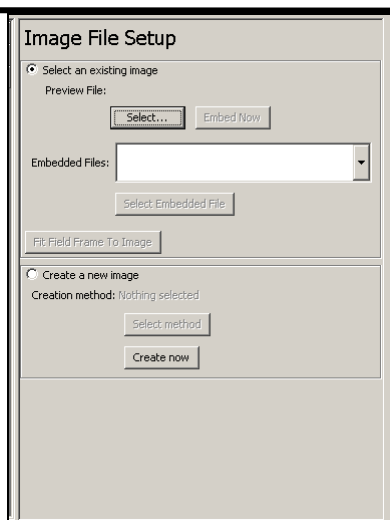 Image File Setup
Select an existing image
Preview File:
Select... Embed Now
Embedded Files:
Select Embedded File
Fit Field Frame To Image
Create a new image
Creation method: Nothing selected
Select method
Create now